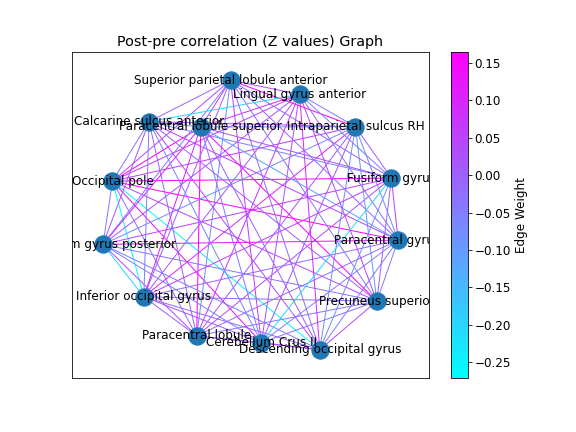 Post-pre correlation (Z values) Graph
Superior parietal lobule anterior
Lingual gyrus anterior
Calcarine sulcus anterior
Paracentral lobule superior
Intraparietal sulcus RH
Occipital pole
Fusiform gyru
m gyrus posterior
Paracentral gyru
Inferior occipital gyrus
Precuneus superio
Paracentral lobule
Cerebellum Crus II
Descending occipital gyrus
0.15
0.10
0.05
0.00
−0.05
−0.10
−0.15
−0.20
−0.25
Edge Weight